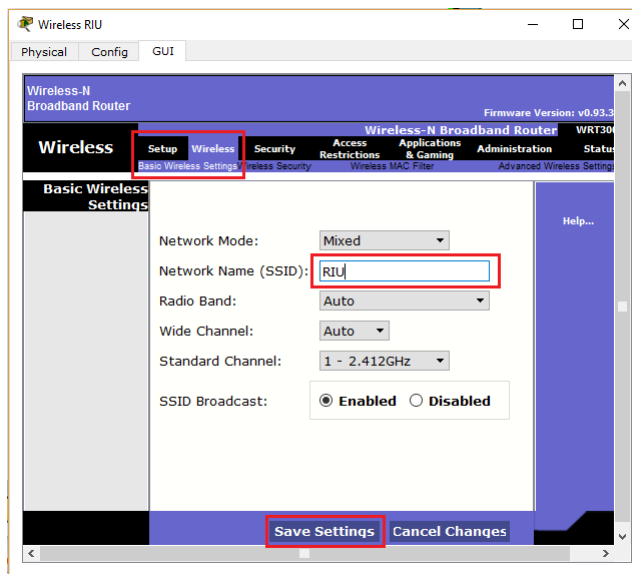 Wireless RIU
Physical Config GUI
Wireless-N
Broadband Router
Firmware Version: v0.93.3
Wireless-N Broadband Router WRT300
Wireless
Setup Wireless Security Access Restrictions Applications & Gaming Administration Status
Basic Wireless Settings Wireless Security Wireless MAC Filter Advanced Wireless Settings
Basic Wireless
Settings
Help...
Network Mode: Mixed
Network Name (SSID): RIU
Radio Band: Auto
Wide Channel: Auto
Standard Channel: 1 - 2.412GHz
SSID Broadcast: Enabled Disabled
Save Settings Cancel Changes